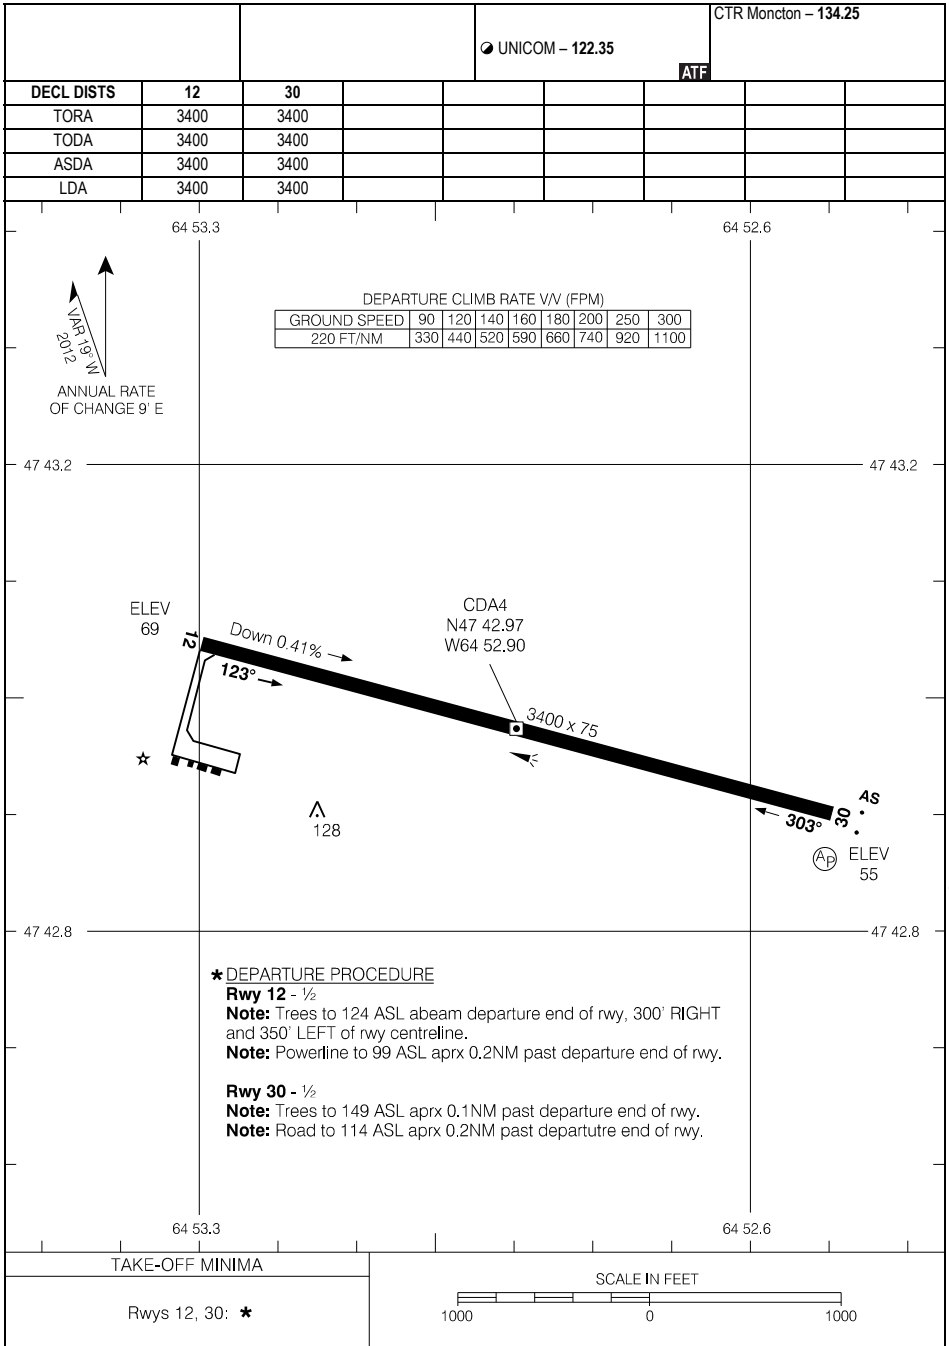 CTR Moncton – 134.25
UNICOM – 122.35
ATF
DECL DISTS 12 30
TORA 3400 3400
TODA 3400 3400
ASDA 3400 3400
LDA 3400 3400
64 53.3 64 52.6
DEPARTURE CLIMB RATE V/V (FPM)
GROUND SPEED 90 120 140 160 180 200 250 300
220 FT/NM 330 440 520 590 660 740 920 1100
VAR 19° W
2012
ANNUAL RATE
OF CHANGE 9' E
47 43.2 47 43.2
ELEV
69
12
Down 0.41%
123°
CDA4
N47 42.97
W64 52.90
3400 x 75
128
303°
30
AS
AP
ELEV
55
47 42.8 47 42.8
* DEPARTURE PROCEDURE
Rwy 12 - ½
Note: Trees to 124 ASL abeam departure end of rwy, 300' RIGHT
and 350' LEFT of rwy centreline.
Note: Powerline to 99 ASL aprx 0.2NM past departure end of rwy.
Rwy 30 - ½
Note: Trees to 149 ASL aprx 0.1NM past departure end of rwy.
Note: Road to 114 ASL aprx 0.2NM past departutre end of rwy.
64 53.3 64 52.6
TAKE-OFF MINIMA
Rwys 12, 30: *
SCALE IN FEET
1000 0 1000